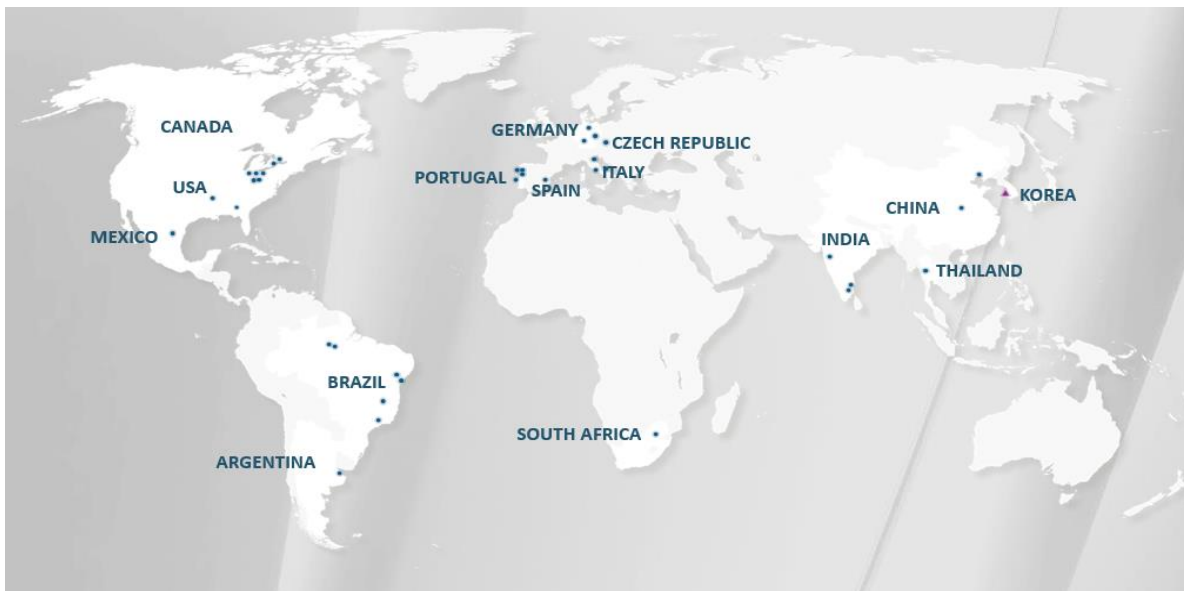 CANADA
GERMANY
CZECH REPUBLIC
PORTUGAL
SPAIN
ITALY
USA
KOREA
CHINA
MEXICO
INDIA
THAILAND
BRAZIL
SOUTH AFRICA
ARGENTINA